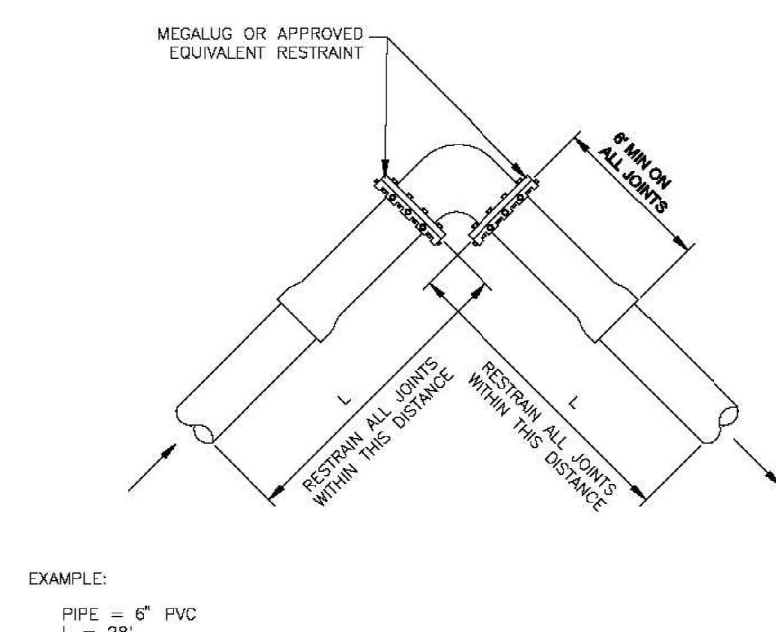 MEGALUG OR APPROVED
EQUIVALENT RESTRAINT
6' MIN ON
ALL JOINTS
L
RESTRAIN ALL JOINTS
WITHIN THIS DISTANCE
L
RESTRAIN ALL JOINTS
WITHIN THIS DISTANCE
EXAMPLE:
PIPE = 6" PVC
L = 28'